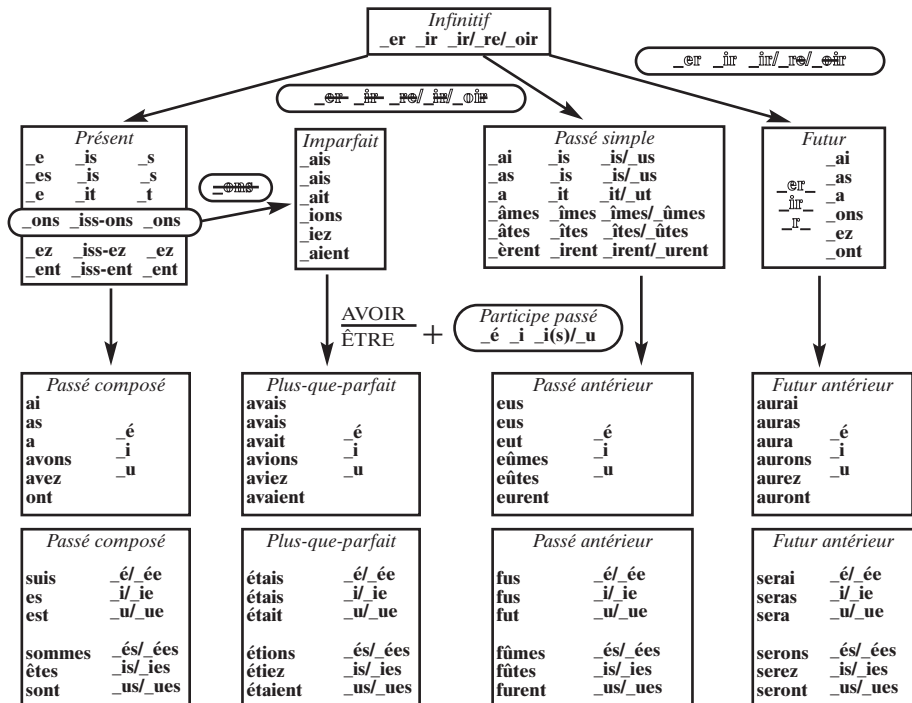 Infinitif
_er _ir _ir/_re/_oir
_er _ir _ir/_re/_oir
_er _ir _re/_ir/_oir
Présent
_e _is _s
_es _is _s
_e _it _t
_ons _iss-ons _ons
_ez _iss-ez _ez
_ent _iss-ent _ent
_ons
Imparfait
_ais
_ais
_ait
_ions
_iez
_aient
Passé simple
_ai _is _is/_us
_as _is _is/_us
_a _it _it/_ut
_âmes _îmes _îmes/_ûmes
_âtes _îtes _îtes/_ûtes
_èrent _irent _irent/_urent
Futur
_er_
_ir_
_r_
_ai
_as
_a
_ons
_ez
_ont
AVOIR
ÊTRE
+
Participe passé
_é _i _i(s)/_u
Passé composé
ai
as
a
avons
avez
ont
_é
_i
_u
Plus-que-parfait
avais
avais
avait
avions
aviez
avaient
_é
_i
_u
Passé antérieur
eus
eus
eut
eûmes
eûtes
eurent
_é
_i
_u
Futur antérieur
aurai
auras
aura
aurons
aurez
auront
_é
_i
_u
Passé composé
suis _é/_ée
es _i/_ie
est _u/_ue
sommes _és/_ées
êtes _is/_ies
sont _us/_ues
Plus-que-parfait
étais _é/_ée
étais _i/_ie
était _u/_ue
étions _és/_ées
étiez _is/_ies
étaient _us/_ues
Passé antérieur
fus _é/_ée
fus _i/_ie
fut _u/_ue
fûmes _és/_ées
fûtes _is/_ies
furent _us/_ues
Futur antérieur
serai _é/_ée
seras _i/_ie
sera _u/_ue
serons _és/_ées
serez _is/_ies
seront _us/_ues